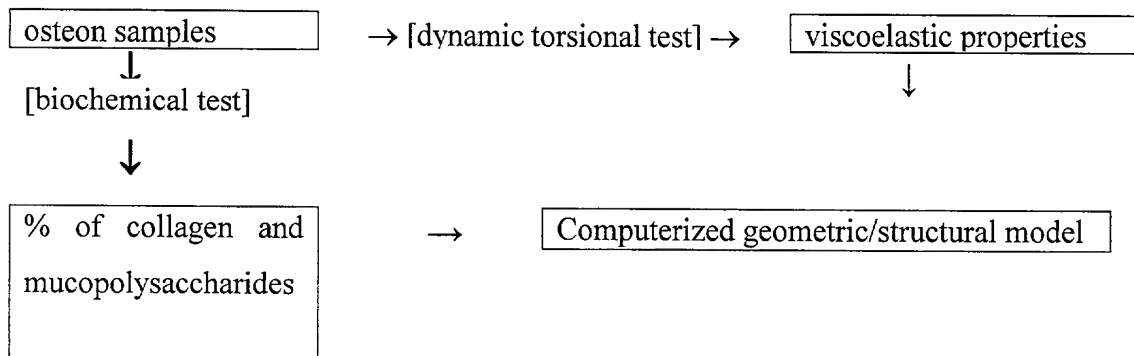 osteon samples → [dynamic torsional test] → viscoelastic properties
↓ ↓
[biochemical test]
↓
% of collagen and → Computerized geometric/structural model
mucopolysaccharides